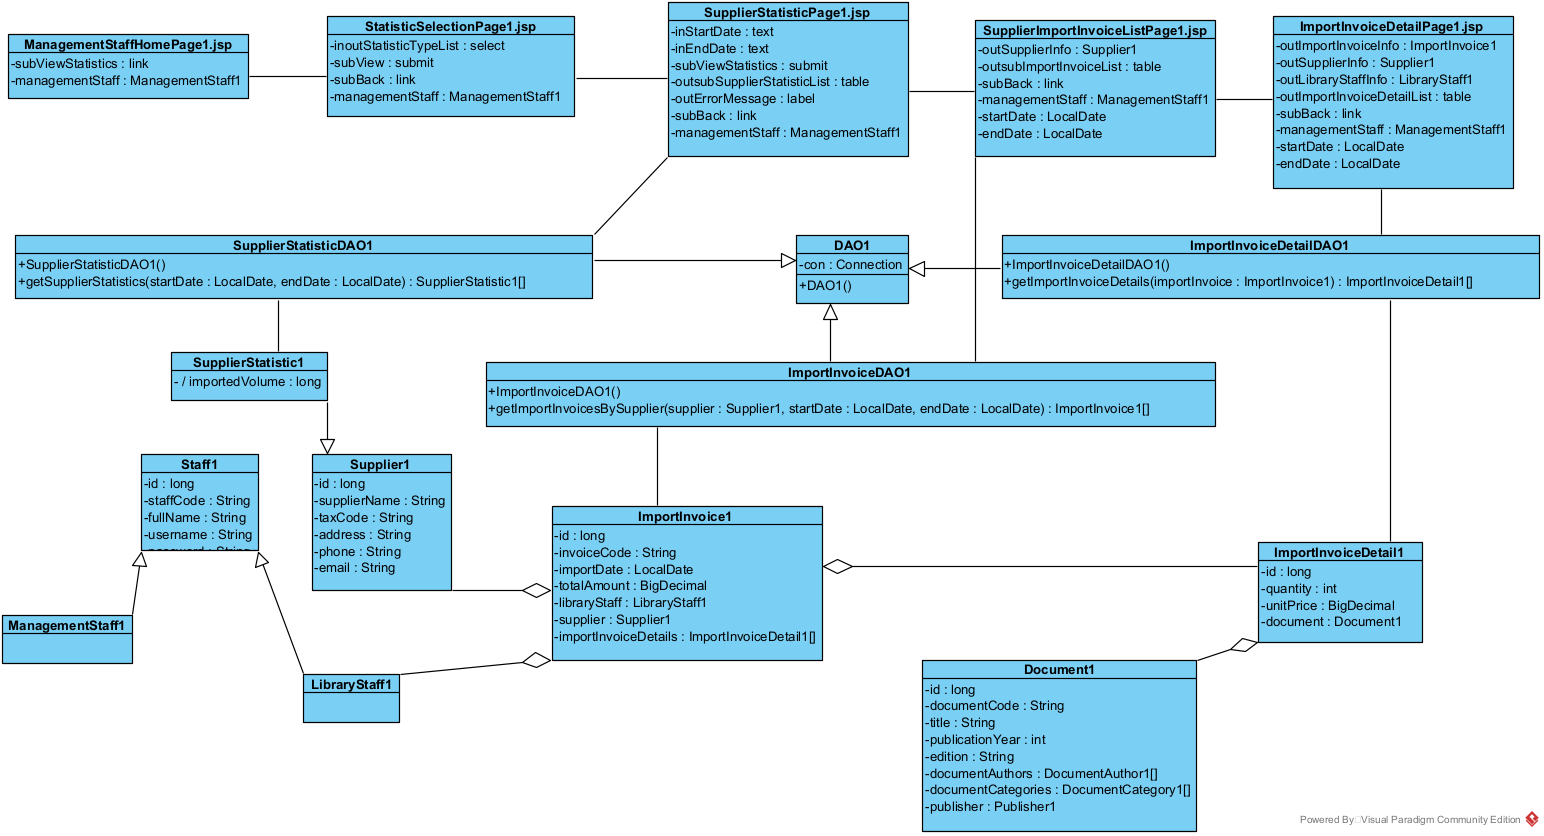 ManagementStaffHomePage1.jsp
-subViewStatistics : link
-managementStaff : ManagementStaff1
StatisticSelectionPage1.jsp
-inoutStatisticTypeList : select
-subView : submit
-subBack : link
-managementStaff : ManagementStaff1
SupplierStatisticPage1.jsp
-inStartDate : text
-inEndDate : text
-subViewStatistics : submit
-outsubSupplierStatisticList : table
-outErrorMessage : label
-subBack : link
-managementStaff : ManagementStaff1
SupplierImportInvoiceListPage1.jsp
-outSupplierInfo : Supplier1
-outsubImportInvoiceList : table
-subBack : link
-managementStaff : ManagementStaff1
-startDate : LocalDate
-endDate : LocalDate
ImportInvoiceDetailPage1.jsp
-outImportInvoiceInfo : ImportInvoice1
-outSupplierInfo : Supplier1
-outLibraryStaffInfo : LibraryStaff1
-outImportInvoiceDetailList : table
-subBack : link
-managementStaff : ManagementStaff1
-startDate : LocalDate
-endDate : LocalDate
SupplierStatisticDAO1
+SupplierStatisticDAO1()
+getSupplierStatistics(startDate : LocalDate, endDate : LocalDate) : SupplierStatistic1[]
DAO1
-con : Connection
+DAO1()
ImportInvoiceDetailDAO1
+ImportInvoiceDetailDAO1()
+getImportInvoiceDetails(importInvoice : ImportInvoice1) : ImportInvoiceDetail1[]
SupplierStatistic1
- / importedVolume : long
ImportInvoiceDAO1
+ImportInvoiceDAO1()
+getImportInvoicesBySupplier(supplier : Supplier1, startDate : LocalDate, endDate : LocalDate) : ImportInvoice1[]
Staff1
-id : long
-staffCode : String
-fullName : String
-username : String
-password : String
Supplier1
-id : long
-supplierName : String
-taxCode : String
-address : String
-phone : String
-email : String
ImportInvoice1
-id : long
-invoiceCode : String
-importDate : LocalDate
-totalAmount : BigDecimal
-libraryStaff : LibraryStaff1
-supplier : Supplier1
-importInvoiceDetails : ImportInvoiceDetail1[]
ImportInvoiceDetail1
-id : long
-quantity : int
-unitPrice : BigDecimal
-document : Document1
ManagementStaff1
LibraryStaff1
Document1
-id : long
-documentCode : String
-title : String
-publicationYear : int
-edition : String
-documentAuthors : DocumentAuthor1[]
-documentCategories : DocumentCategory1[]
-publisher : Publisher1
Powered By Visual Paradigm Community Edition